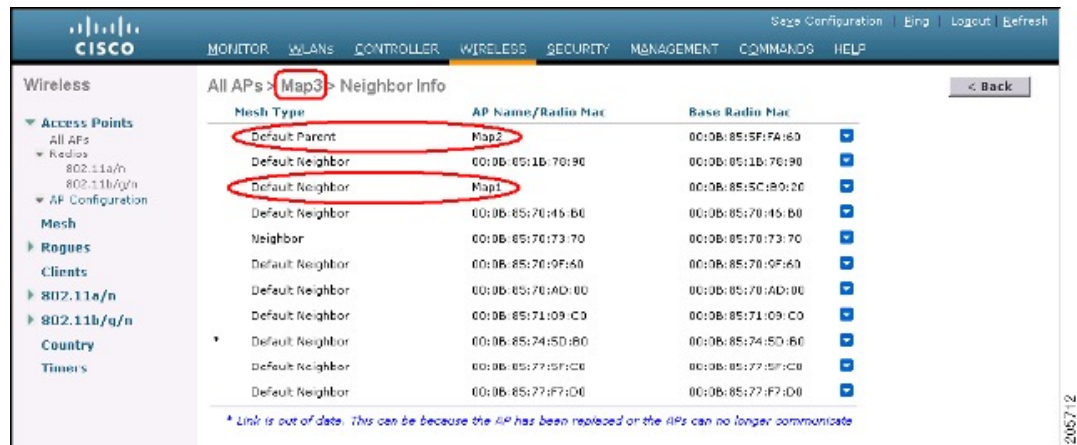 Save Configuration | Ping | Logout | Refresh
CISCO
MONITOR WLANs CONTROLLER WIRELESS SECURITY MANAGEMENT COMMANDS HELP
Wireless
Access Points
All APs
Radios
802.11a/n
802.11b/g/n
AP Configuration
Mesh
Rogues
Clients
802.11a/n
802.11b/g/n
Country
Timers
All APs > Map3 > Neighbor Info
< Back
Mesh Type AP Name/Radio Mac Base Radio Mac
Default Parent Map2 00:0B:85:5F:FA:60
Default Neighbor 00:0B:85:1B:78:90 00:0B:85:1B:78:90
Default Neighbor Map1 00:0B:85:5C:B9:20
Default Neighbor 00:0B:85:70:46:B0 00:0B:85:70:46:B0
Neighbor 00:0B:85:70:73:70 00:0B:85:70:73:70
Default Neighbor 00:0B:85:70:9F:60 00:0B:85:70:9F:60
Default Neighbor 00:0B:85:70:AD:00 00:0B:85:70:AD:00
Default Neighbor 00:0B:85:71:09:C0 00:0B:85:71:09:C0
* Default Neighbor 00:0B:85:74:5D:B0 00:0B:85:74:5D:B0
Default Neighbor 00:0B:85:77:5F:C0 00:0B:85:77:5F:C0
Default Neighbor 00:0B:85:77:F7:D0 00:0B:85:77:F7:D0
* Link is out of date. This can be because the AP has been replaced or the APs can no longer communicate
205712